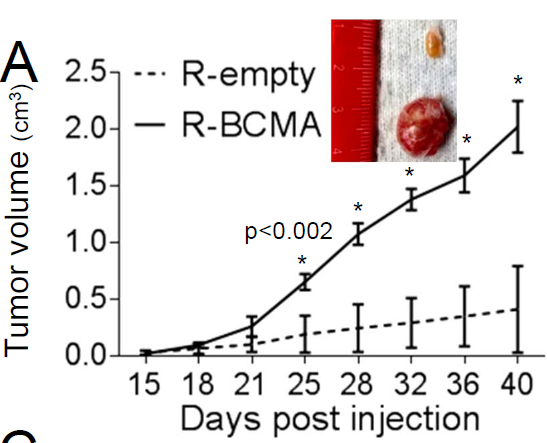 A
Tumor volume (cm³)
2.5
2.0
1.5
1.0
0.5
0.0
R-empty
R-BCMA
p<0.002
*
*
*
*
*
15 18 21 25 28 32 36 40
Days post injection